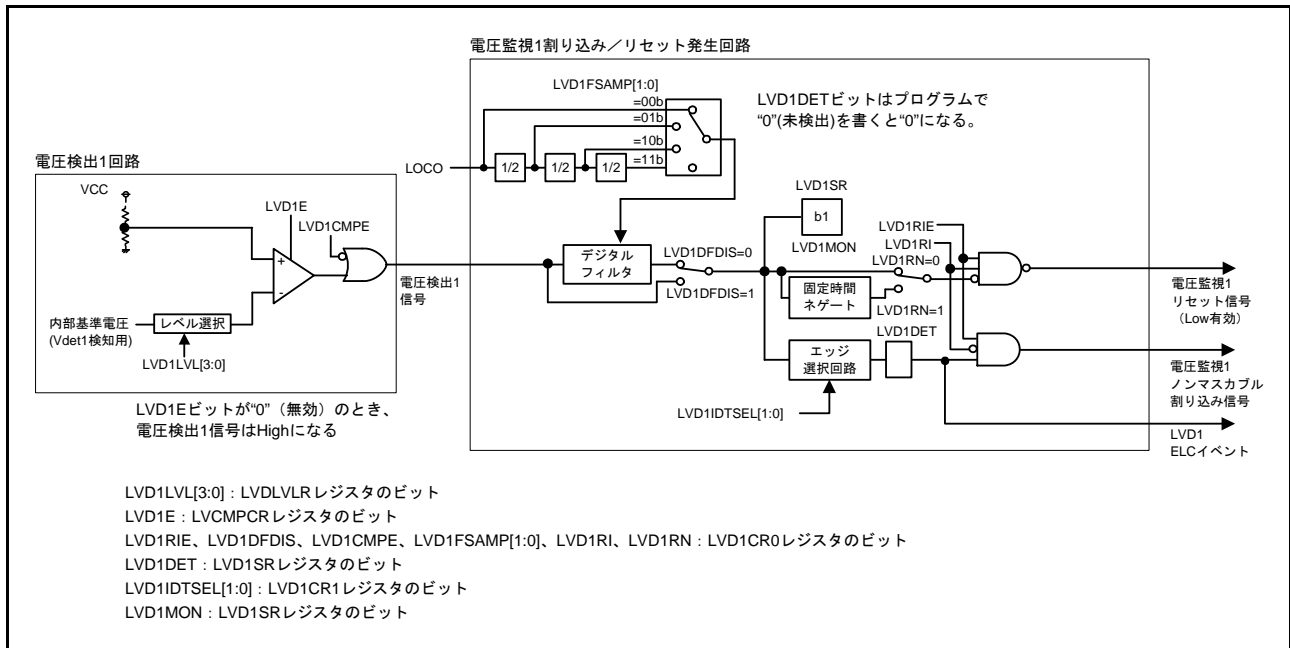 電圧監視1割り込み/リセット発生回路
LVD1FSAMP[1:0]
=00b
=01b
=10b
=11b
LOCO
1/2
1/2
1/2
LVD1DETビットはプログラムで
“0”(未検出)を書くと“0”になる。
電圧検出1回路
VCC
LVD1E
LVD1CMPE
+
-
内部基準電圧
(Vdet1検知用)
レベル選択
LVD1LVL[3:0]
電圧検出1
信号
LVD1Eビットが“0”(無効)のとき、
電圧検出1信号はHighになる
デジタル
フィルタ
LVD1DFDIS=0
LVD1DFDIS=1
LVD1SR
b1
LVD1MON
LVD1RIE
LVD1RI
LVD1RN=0
固定時間
ネゲート
LVD1RN=1
LVD1DET
エッジ
選択回路
LVD1IDTSEL[1:0]
電圧監視1
リセット信号
(Low有効)
電圧監視1
ノンマスカブル
割り込み信号
LVD1
ELCイベント
LVD1LVL[3:0]:LVDLVLRレジスタのビット
LVD1E:LVCMPCRレジスタのビット
LVD1RIE、LVD1DFDIS、LVD1CMPE、LVD1FSAMP[1:0]、LVD1RI、LVD1RN:LVD1CR0レジスタのビット
LVD1DET:LVD1SRレジスタのビット
LVD1IDTSEL[1:0]:LVD1CR1レジスタのビット
LVD1MON:LVD1SRレジスタのビット